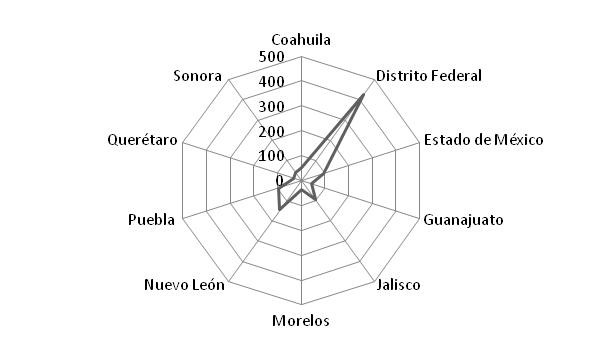 Coahuila
500
400
300
200
100
0
Distrito Federal
Estado de México
Guanajuato
Jalisco
Morelos
Nuevo León
Puebla
Querétaro
Sonora